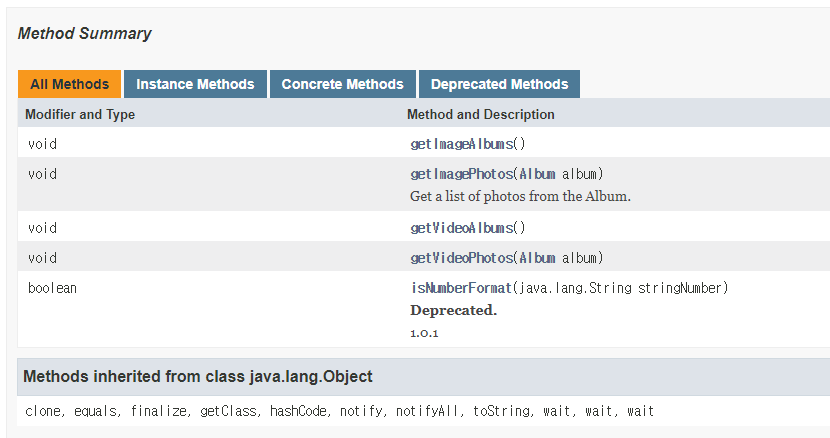 Method Summary
All Methods Instance Methods Concrete Methods Deprecated Methods
Modifier and Type Method and Description
void getImageAlbums()
void getImagePhotos(Album album)
Get a list of photos from the Album.
void getVideoAlbums()
void getVideoPhotos(Album album)
boolean isNumberFormat(java.lang.String stringNumber)
Deprecated.
1.0.1
Methods inherited from class java.lang.Object
clone, equals, finalize, getClass, hashCode, notify, notifyAll, toString, wait, wait, wait